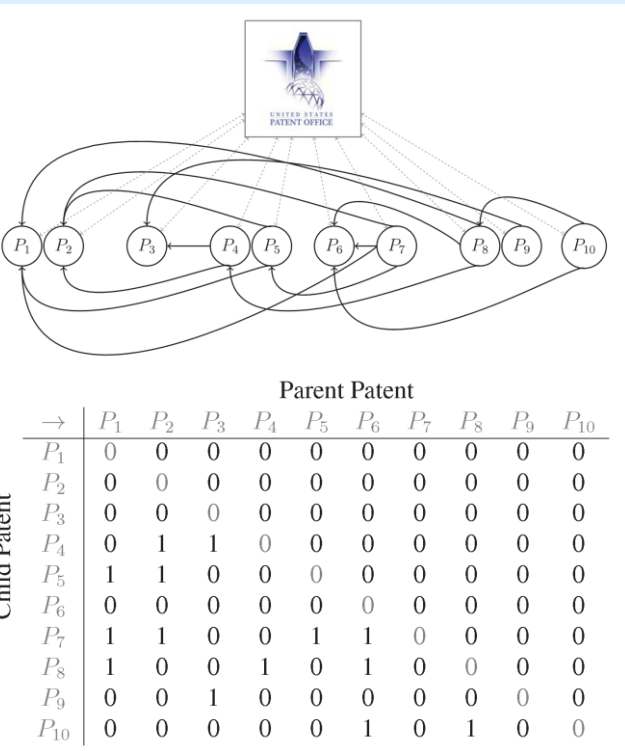 UNITED STATES
PATENT OFFICE
P₁ P₂ P₃ P₄ P₅ P₆ P₇ P₈ P₉ P₁₀
Parent Patent
→ P₁ P₂ P₃ P₄ P₅ P₆ P₇ P₈ P₉ P₁₀
Child Patent
P₁ 0 0 0 0 0 0 0 0 0 0
P₂ 0 0 0 0 0 0 0 0 0 0
P₃ 0 0 0 0 0 0 0 0 0 0
P₄ 0 1 1 0 0 0 0 0 0 0
P₅ 1 1 0 0 0 0 0 0 0 0
P₆ 0 0 0 0 0 0 0 0 0 0
P₇ 1 1 0 0 1 1 0 0 0 0
P₈ 1 0 0 1 0 1 0 0 0 0
P₉ 0 0 1 0 0 0 0 0 0 0
P₁₀ 0 0 0 0 0 1 0 1 0 0